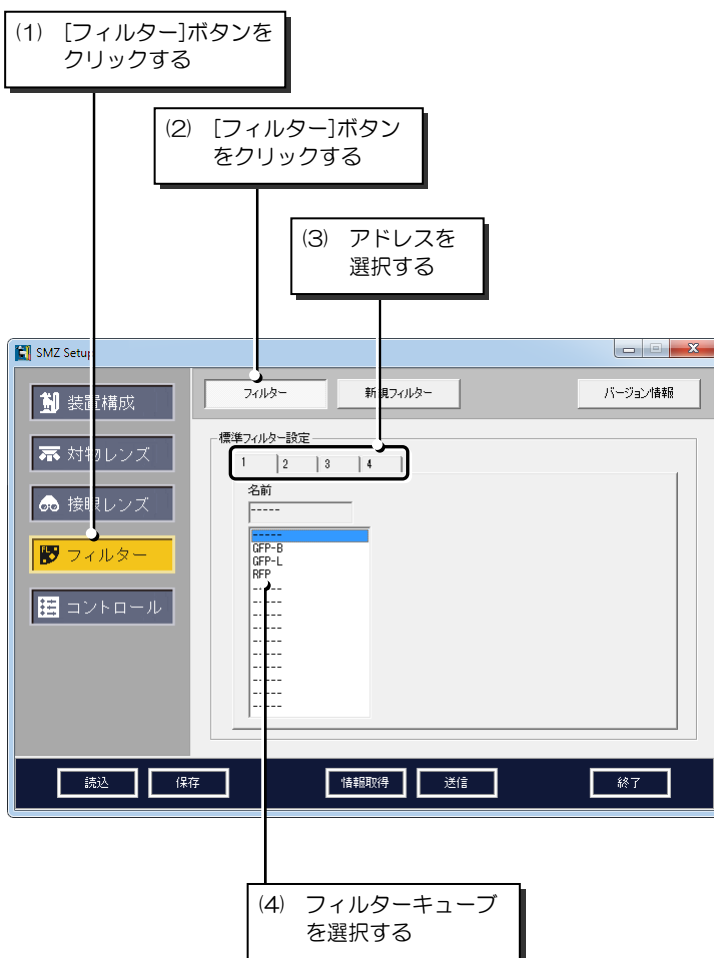 (1) [フィルター]ボタンを
クリックする
(2) [フィルター]ボタン
をクリックする
(3) アドレスを
選択する
SMZ Setup
装置構成
フィルター
新規フィルター
バージョン情報
対物レンズ
接眼レンズ
フィルター
コントロール
標準フィルター設定
1 2 3 4
名前
-----
-----
GFP-B
GFP-L
RFP
-----
-----
-----
-----
-----
-----
-----
-----
-----
-----
読込
保存
情報取得
送信
終了
(4) フィルターキューブ
を選択する